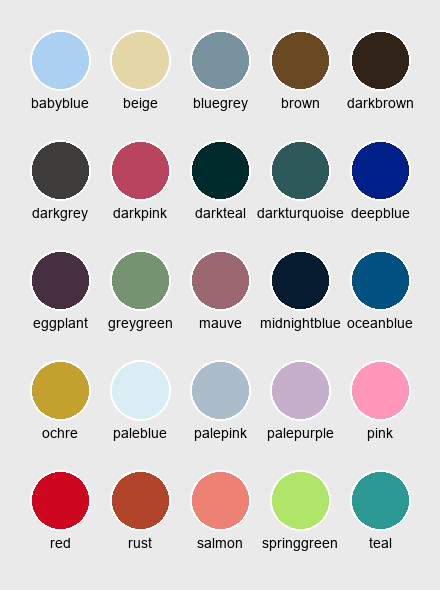 babyblue beige bluegrey brown darkbrown
darkgrey darkpink darkteal darkturquoise deepblue
eggplant greygreen mauve midnightblue oceanblue
ochre paleblue palepink palepurple pink
red rust salmon springgreen teal